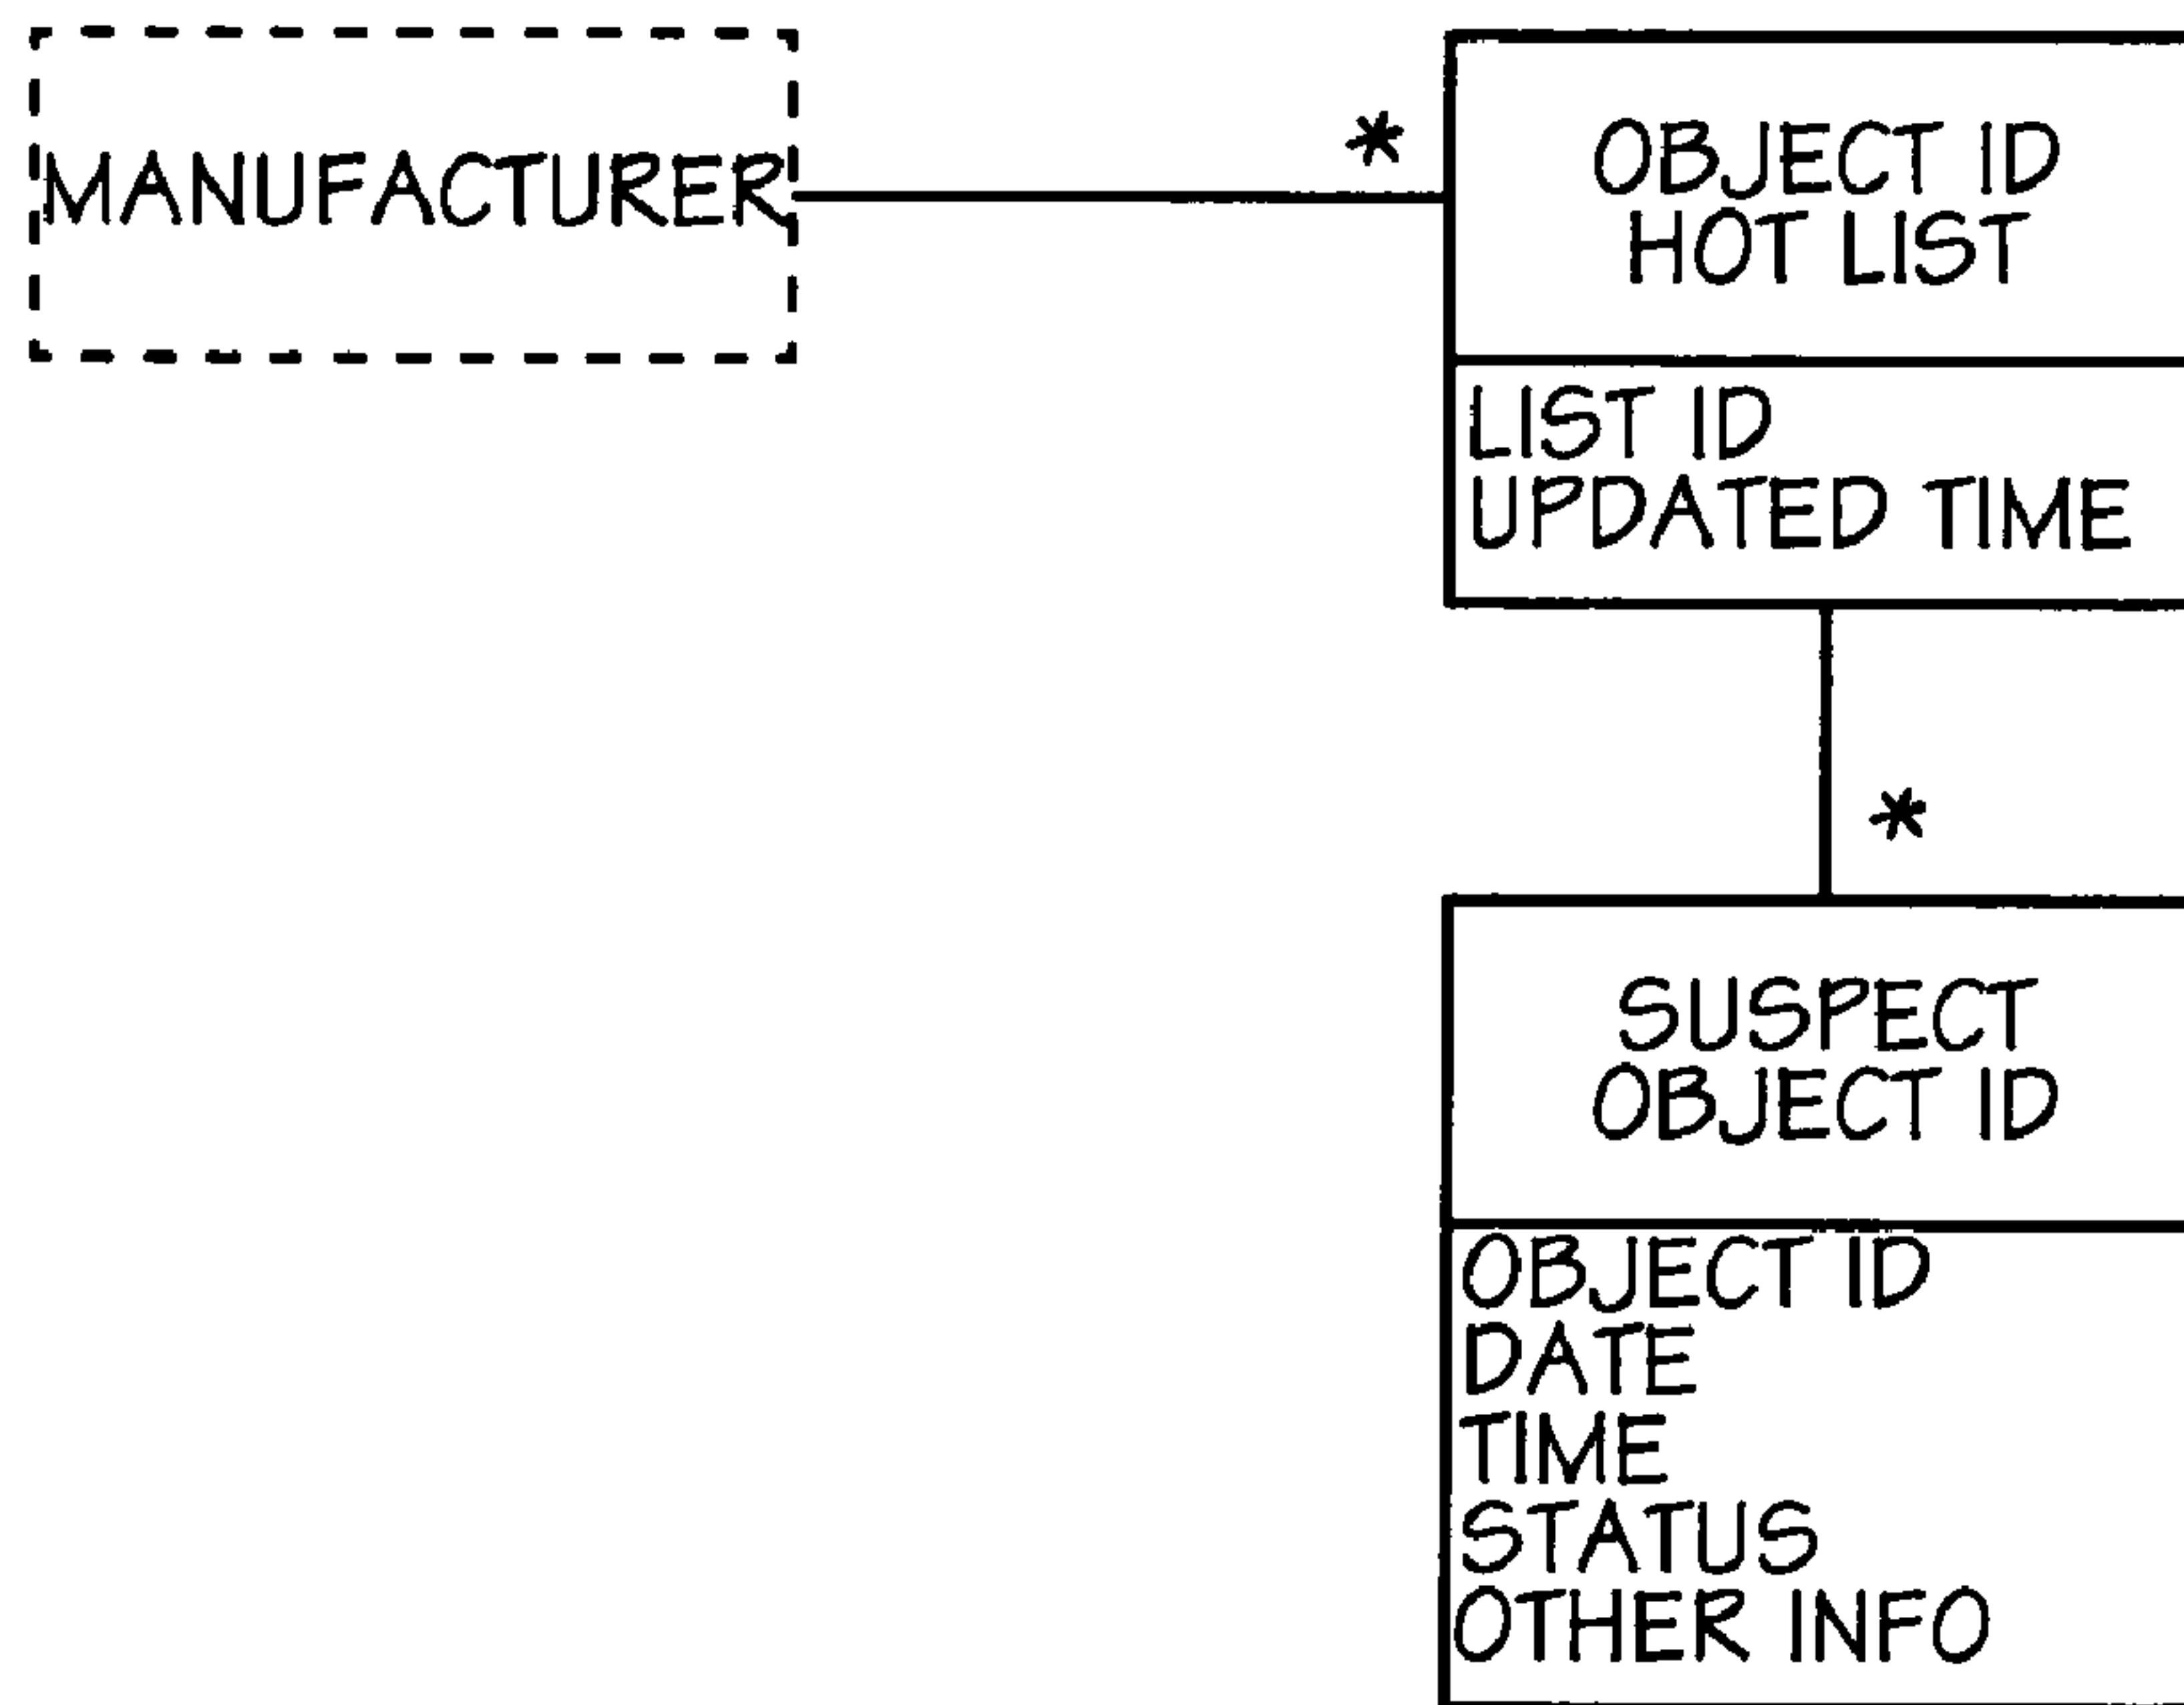 MANUFACTURER
*
OBJECT ID
HOT LIST
LIST ID
UPDATED TIME
*
SUSPECT
OBJECT ID
OBJECT ID
DATE
TIME
STATUS
OTHER INFO